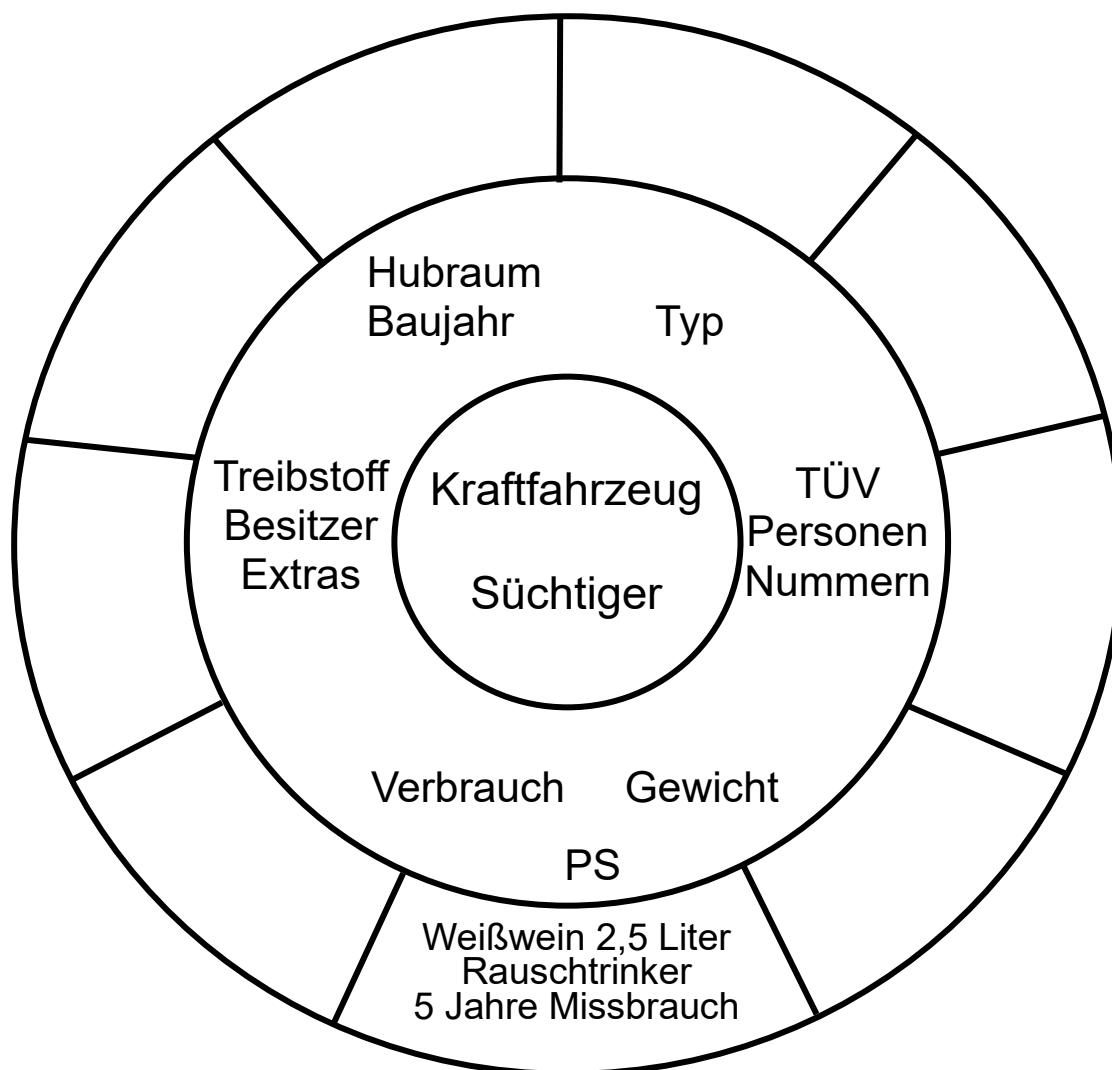 Hubraum
Baujahr
Typ
Treibstoff
Besitzer
Extras
Kraftfahrzeug
Süchtiger
TÜV
Personen
Nummern
Verbrauch
Gewicht
PS
Weißwein 2,5 Liter
Rauschtrinker
5 Jahre Missbrauch